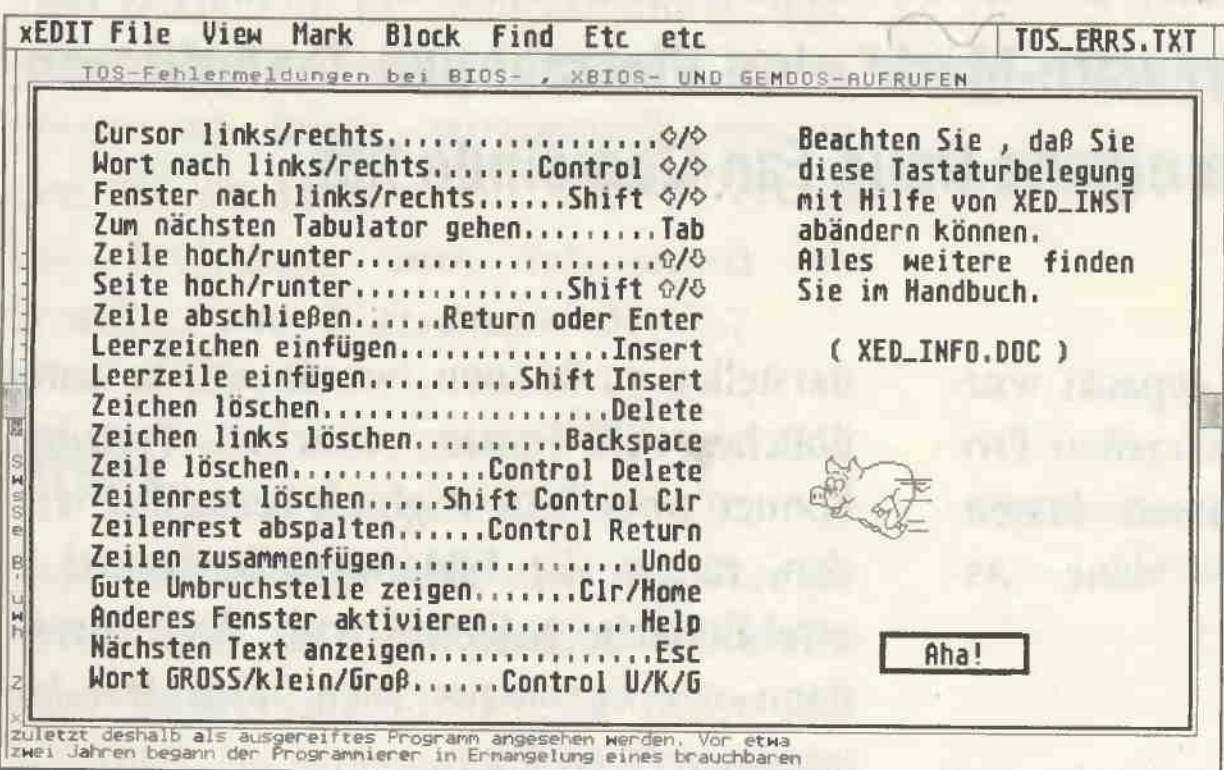 xEDIT File View Mark Block Find Etc etc TOS_ERRS.TXT
TOS-Fehlermeldungen bei BIOS- , XBIOS- UND GEMDOS-AUFRUFEN
Cursor links/rechts..................⇦/⇨
Wort nach links/rechts.......Control ⇦/⇨
Fenster nach links/rechts......Shift ⇦/⇨
Zum nächsten Tabulator gehen.........Tab
Zeile hoch/runter....................⇧/⇩
Seite hoch/runter..............Shift ⇧/⇩
Zeile abschließen......Return oder Enter
Leerzeichen einfügen..............Insert
Leerzeile einfügen..........Shift Insert
Zeichen löschen...................Delete
Zeichen links löschen..........Backspace
Zeile löschen.............Control Delete
Zeilenrest löschen....Shift Control Clr
Zeilenrest abspalten......Control Return
Zeilen zusammenfügen................Undo
Gute Umbruchstelle zeigen.......Clr/Home
Anderes Fenster aktivieren..........Help
Nächsten Text anzeigen...............Esc
Wort GROSS/klein/Groß......Control U/K/G
Beachten Sie , daß Sie
diese Tastaturbelegung
mit Hilfe von XED_INST
abändern können.
Alles weitere finden
Sie im Handbuch.
( XED_INFO.DOC )
Aha!
zuletzt deshalb als ausgereiftes Programm angesehen werden. Vor etwa
zwei Jahren begann der Programmierer in Ermangelung eines brauchbaren